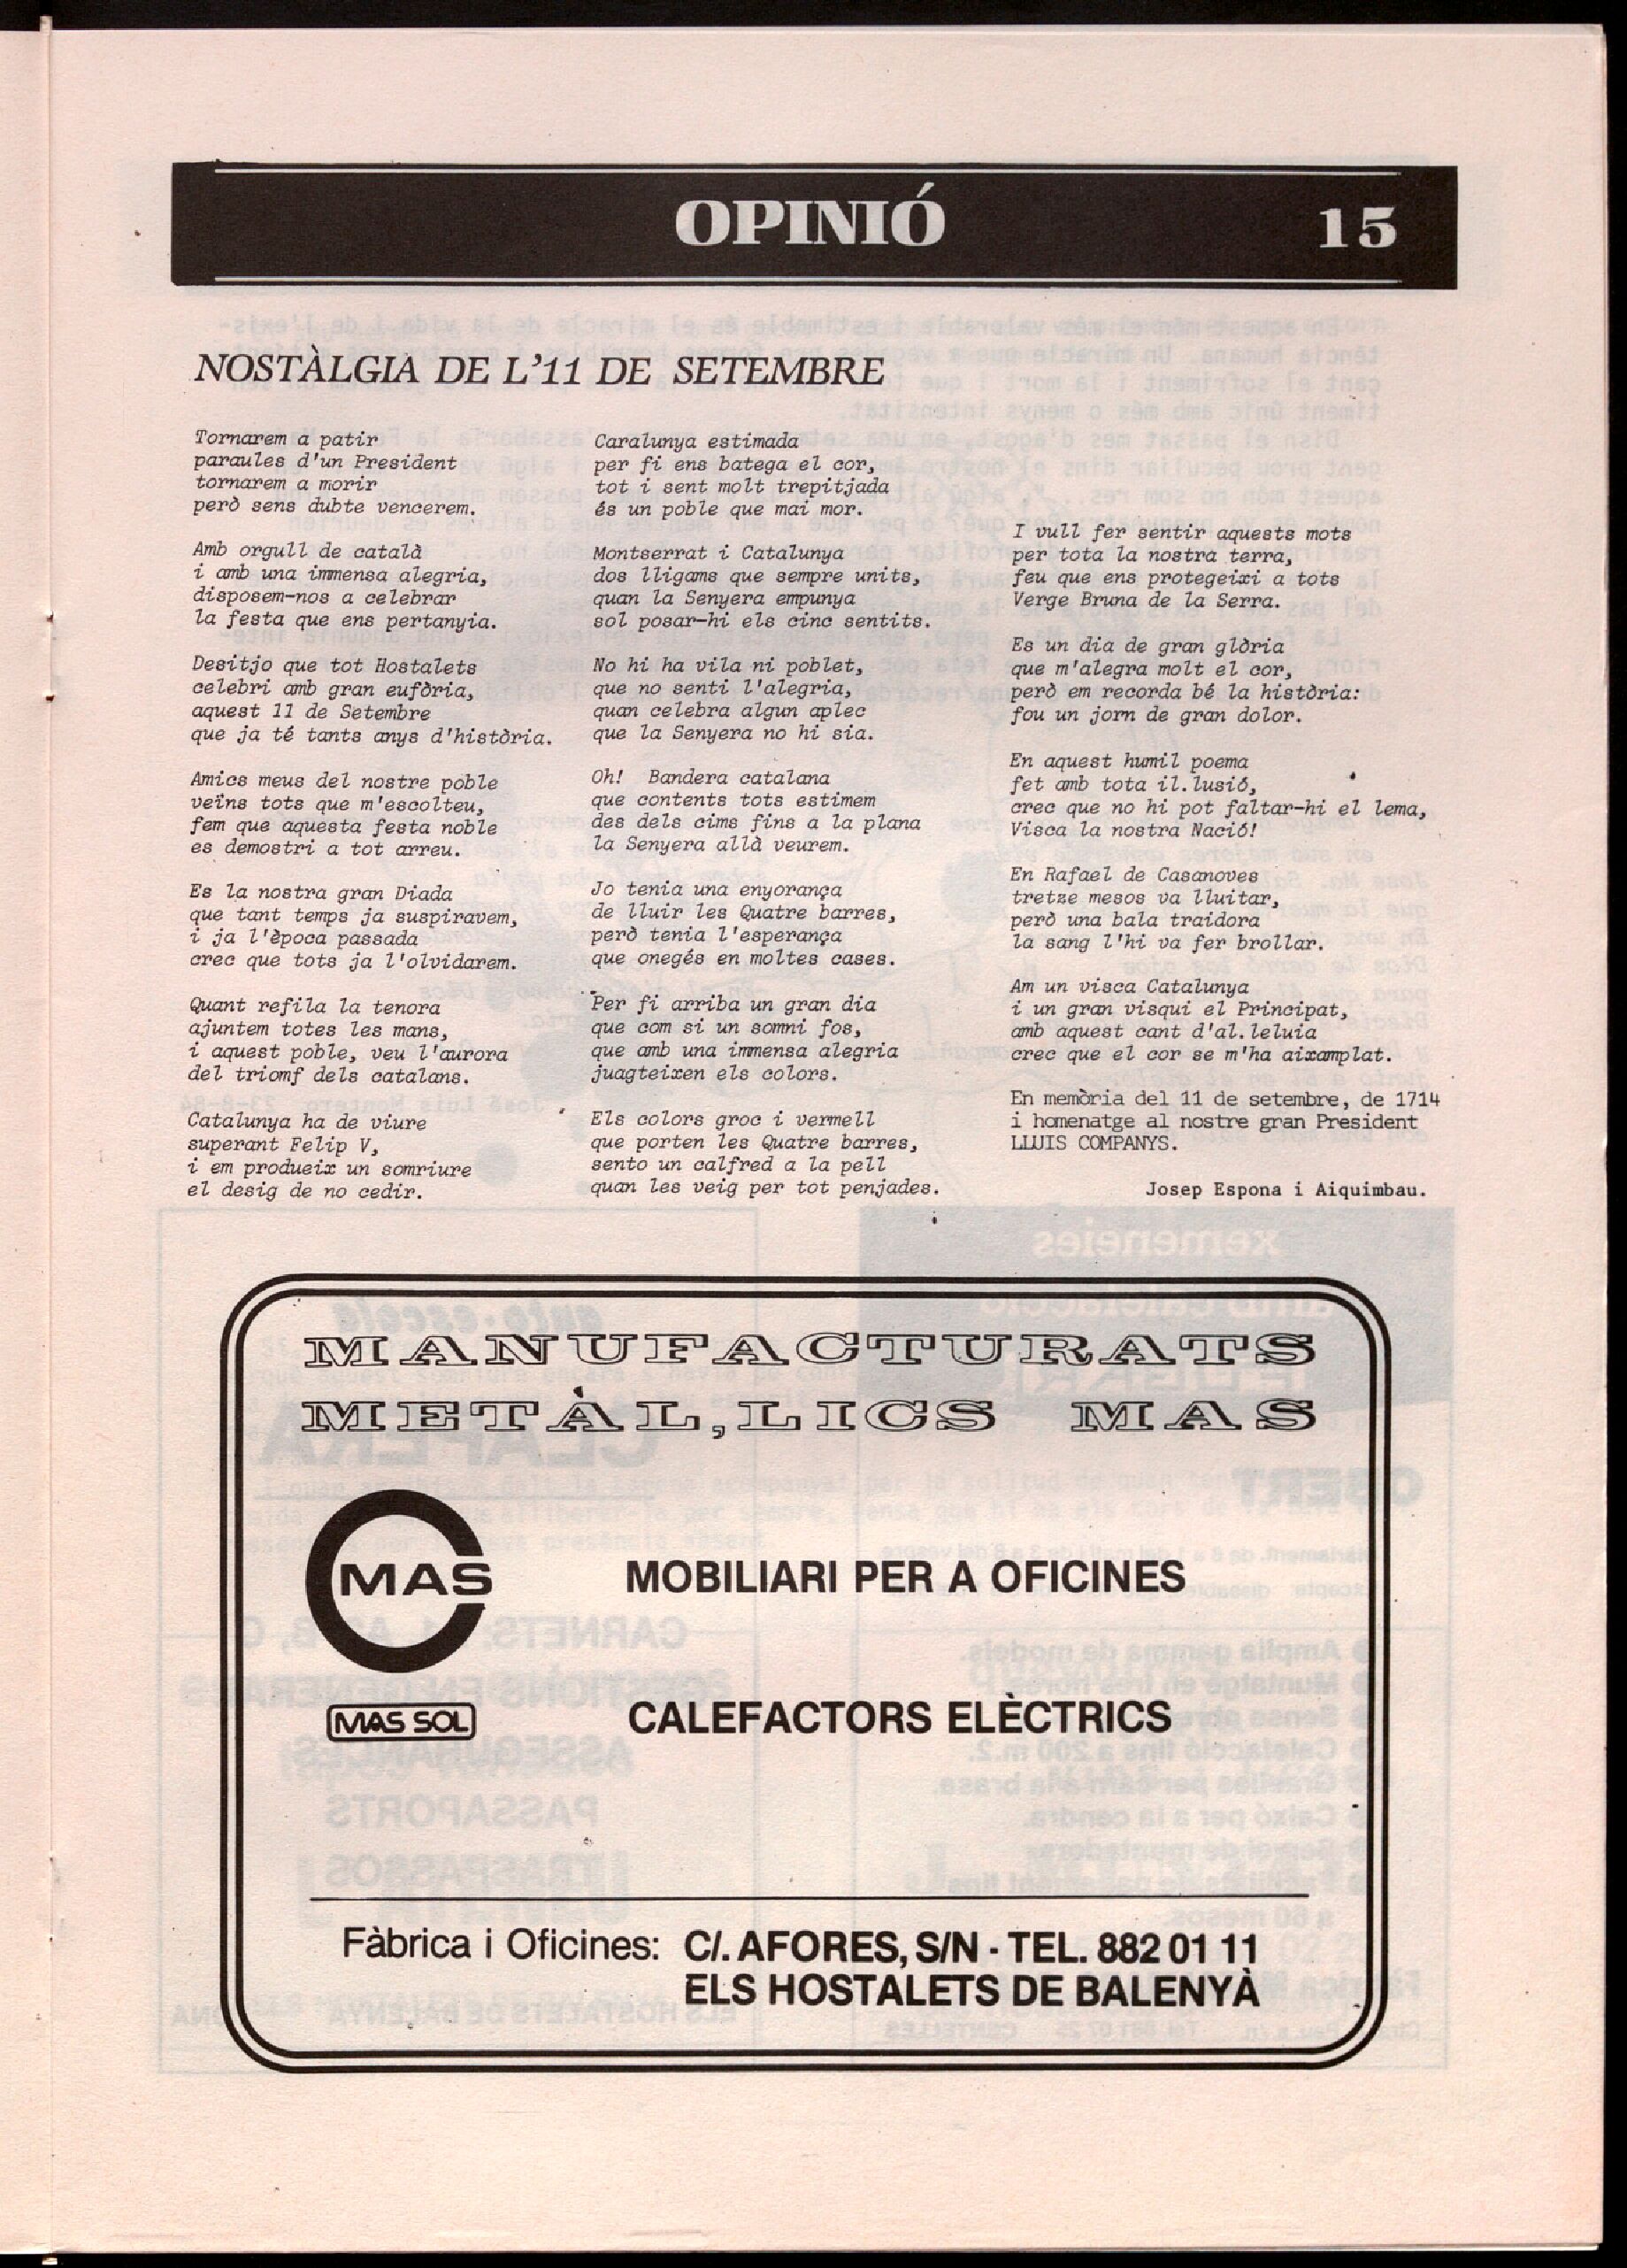 OPINIÓ 15
NOSTÀLGIA DE L'11 DE SETEMBRE
Tornarem a patir
paraules d'un President
tornarem a morir
però sens dubte vencerem.
Amb orgull de català
i amb una immensa alegria,
disposem-nos a celebrar
la festa que ens pertanyia.
Desitjo que tot Hostalets
celebri amb gran eufòria,
aquest 11 de Setembre
que ja té tants anys d'història.
Amics meus del nostre poble
veïns tots que m'escolteu,
fem que aquesta festa noble
es demostri a tot arreu.
Es la nostra gran Diada
que tant temps ja suspiravem,
i ja l'època passada
crec que tots ja l'olvidarem.
Quant refila la tenora
ajuntem totes les mans,
i aquest poble, veu l'aurora
del triomf dels catalans.
Catalunya ha de viure
superant Felip V,
i em produeix un somriure
el desig de no cedir.
Caralunya estimada
per fi ens batega el cor,
tot i sent molt trepitjada
és un poble que mai mor.
Montserrat i Catalunya
dos lligams que sempre units,
quan la Senyera empunya
sol posar-hi els cinc sentits.
No hi ha vila ni poblet,
que no senti l'alegria,
quan celebra algun aplec
que la Senyera no hi sia.
Oh! Bandera catalana
que contents tots estimem
des dels cims fins a la plana
la Senyera allà veurem.
Jo tenia una enyorança
de lluir les Quatre barres,
però tenia l'esperança
que onegés en moltes cases.
Per fi arriba un gran dia
que com si un somni fos,
que amb una immensa alegria
juagteixen els colors.
Els colors groc i vermell
que porten les Quatre barres,
sento un calfred a la pell
quan les veig per tot penjades.
I vull fer sentir aquests mots
per tota la nostra terra,
feu que ens protegeixi a tots
Verge Bruna de la Serra.
Es un dia de gran glòria
que m'alegra molt el cor,
però em recorda bé la història:
fou un jorn de gran dolor.
En aquest humil poema
fet amb tota il.lusió,
crec que no hi pot faltar-hi el lema,
Visca la nostra Nació!
En Rafael de Casanoves
tretze mesos va lluitar,
però una bala traidora
la sang l'hi va fer brollar.
Am un visca Catalunya
i un gran visqui el Principat,
amb aquest cant d'al.leluia
crec que el cor se m'ha aixamplat.
En memòria del 11 de setembre, de 1714
i homenatge al nostre gran President
LLUIS COMPANYS.
Josep Espona i Aiquimbau.
MANUFACTURATS
METÀL,LICS MAS
MAS
MOBILIARI PER A OFICINES
MAS SOL
CALEFACTORS ELÈCTRICS
Fàbrica i Oficines: C/. AFORES, S/N - TEL. 882 01 11
ELS HOSTALETS DE BALENYÀ